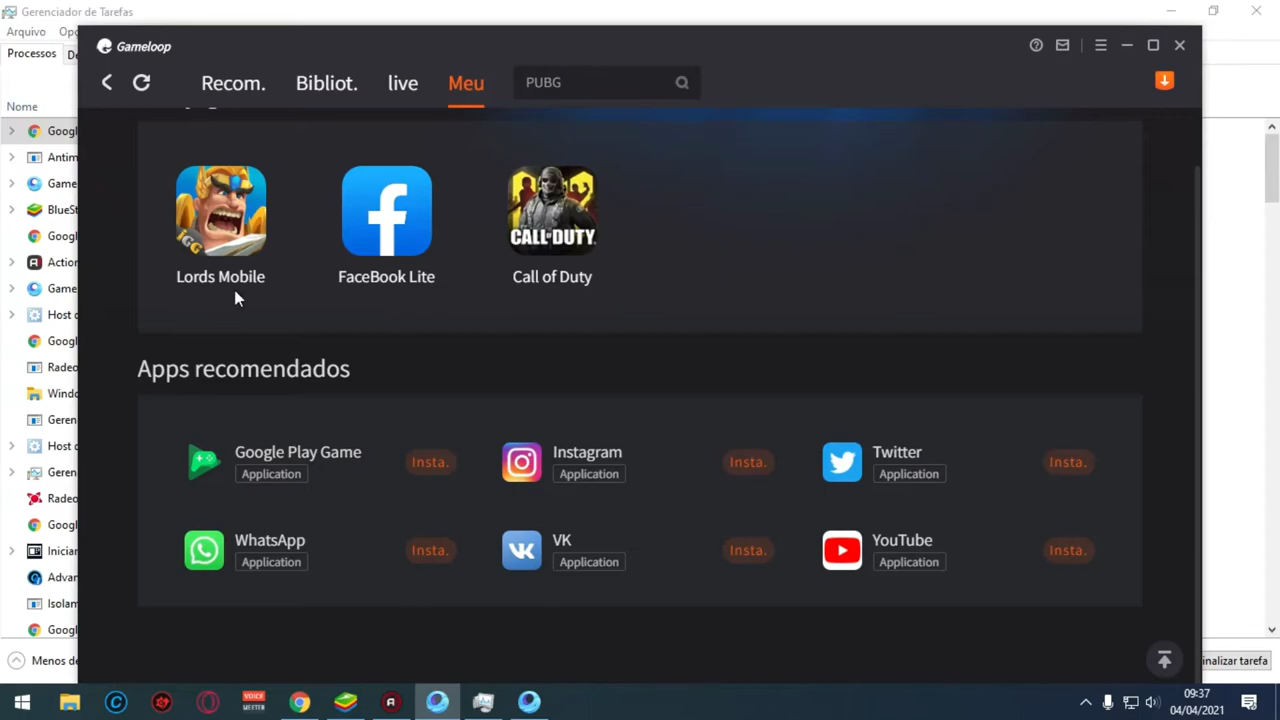 Gerenciador de Tarefas
Arquivo
Processos
Nome
Gameloop
Recom. Bibliot. live Meu PUBG
IGG
CALL OF DUTY.
Lords Mobile FaceBook Lite Call of Duty
Apps recomendados
Google Play Game Insta. Instagram Insta. Twitter Insta.
Application Application Application
WhatsApp Insta. VK Insta. YouTube Insta.
Application Application Application
Googl
Antim
Game
BlueSt
Googl
Action
Game
Host c
Googl
Radeo
Windo
Geren
Host c
Geren
Radeo
Googl
Iniciar
Advan
Isolam
Googl
Menos de
inalizar tarefa
VOICE
MEETER
09:37
04/04/2021